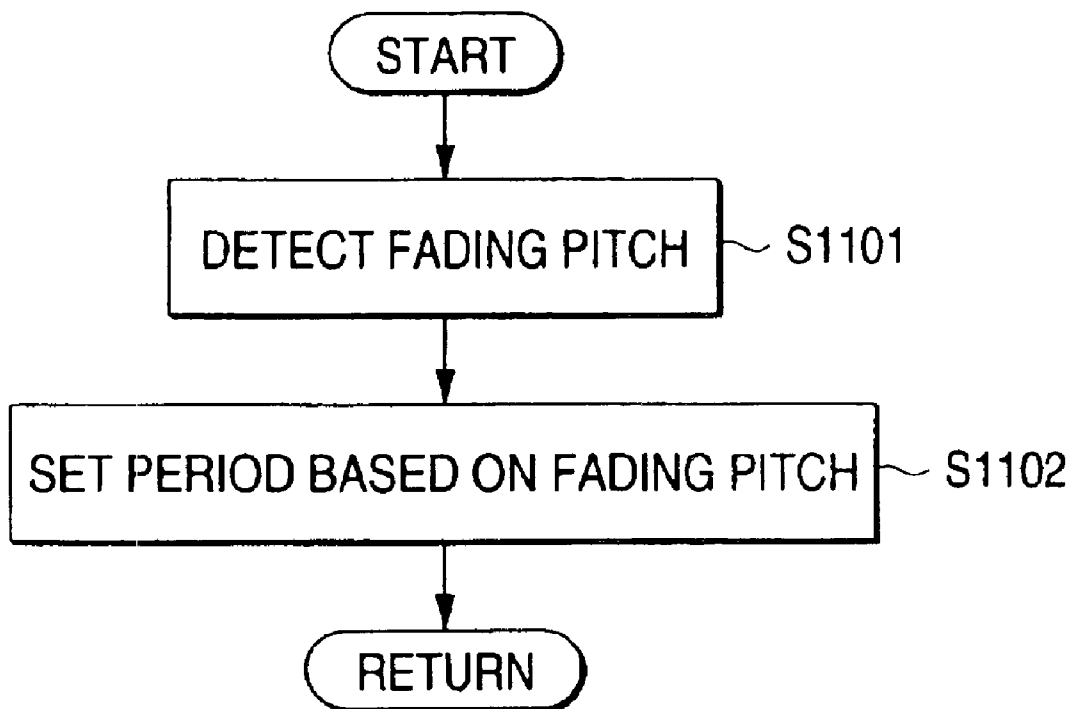 START
DETECT FADING PITCH
S1101
SET PERIOD BASED ON FADING PITCH
S1102
RETURN